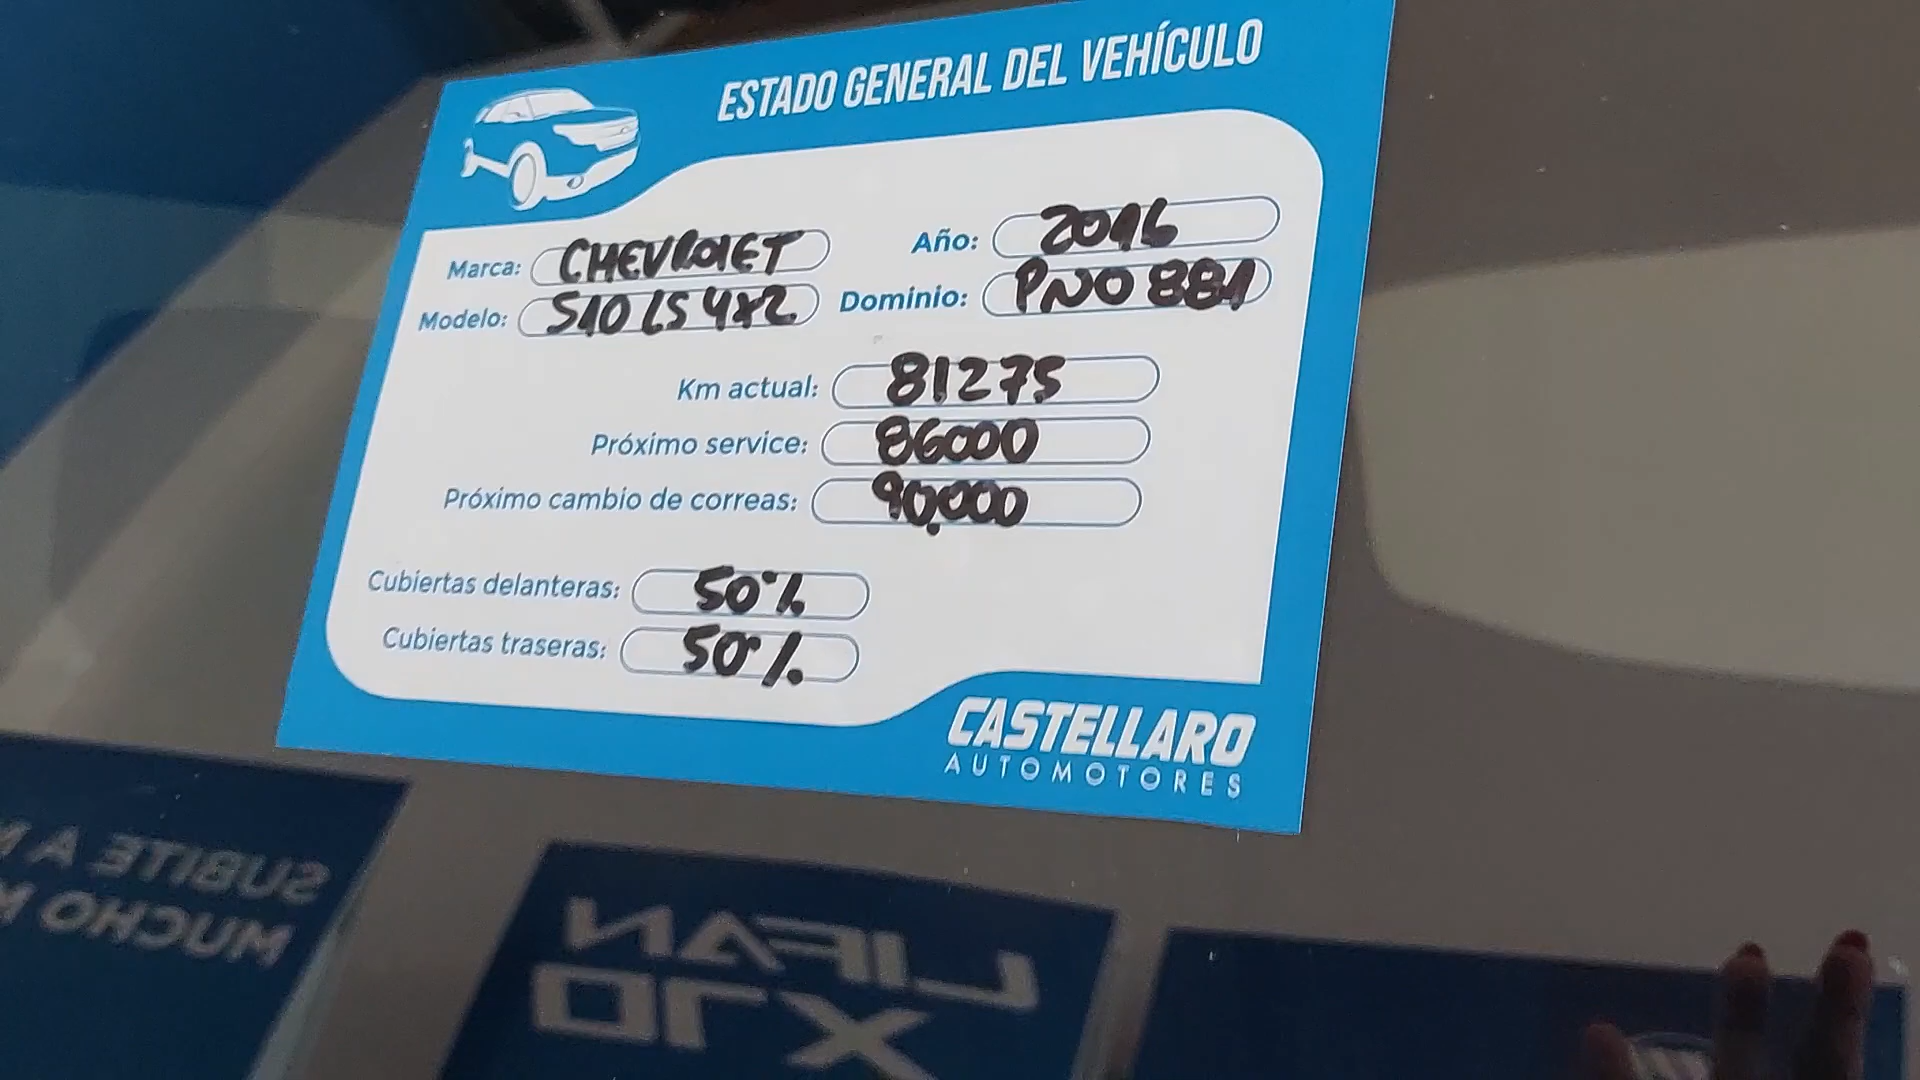 ESTADO GENERAL DEL VEHÍCULO
Marca: CHEVROLET Año: 2016
Modelo: S10 LS 4x2 Dominio: PNO 881
Km actual: 81275
Próximo service: 86000
Próximo cambio de correas: 90,000
Cubiertas delanteras: 50%
Cubiertas traseras: 50%
CASTELLARO
AUTOMOTORES
SUBITE A
MUCHO
LIFAN